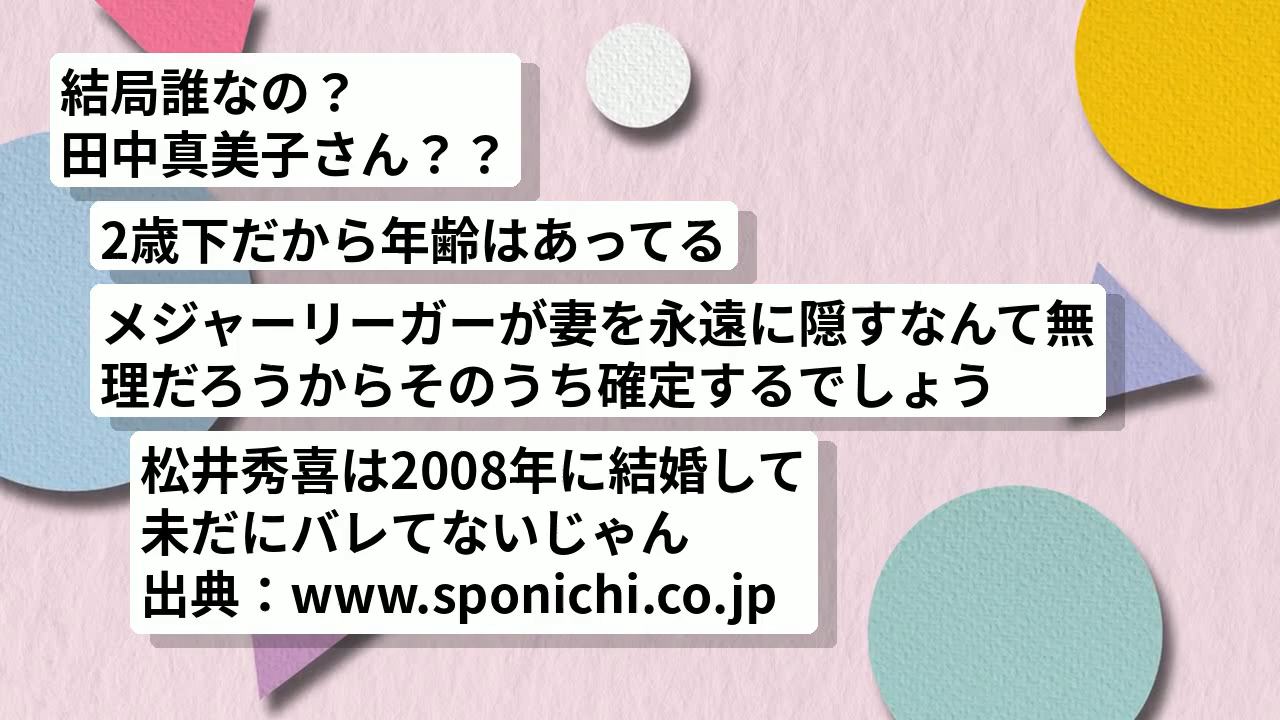 結局誰なの？
田中真美子さん？？
2歳下だから年齢はあってる
メジャーリーガーが妻を永遠に隠すなんて無
理だろうからそのうち確定するでしょう
松井秀喜は2008年に結婚して
未だにバレてないじゃん
出典：www.sponichi.co.jp